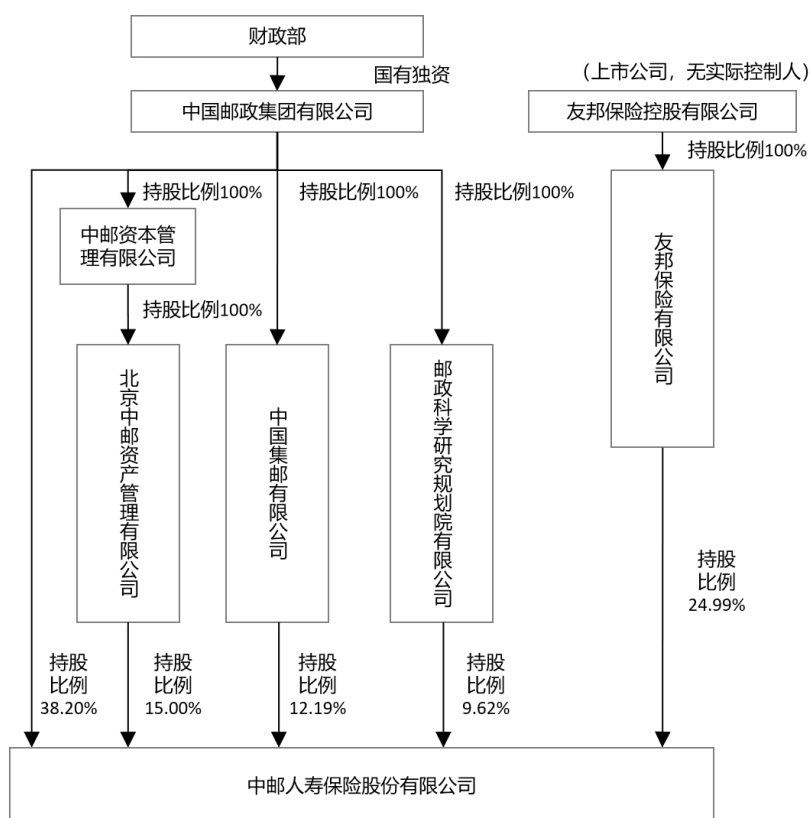 财政部
国有独资
（上市公司，无实际控制人）
中国邮政集团有限公司
友邦保险控股有限公司
持股比例100%
持股比例100%
持股比例100%
持股比例100%
中邮资本管
理有限公司
持股比例100%
友邦保险有限公司
北京中邮资产管理有限公司
中国集邮有限公司
邮政科学研究规划院有限公司
持股
比例
24.99%
持股
比例
38.20%
持股
比例
15.00%
持股
比例
12.19%
持股
比例
9.62%
中邮人寿保险股份有限公司